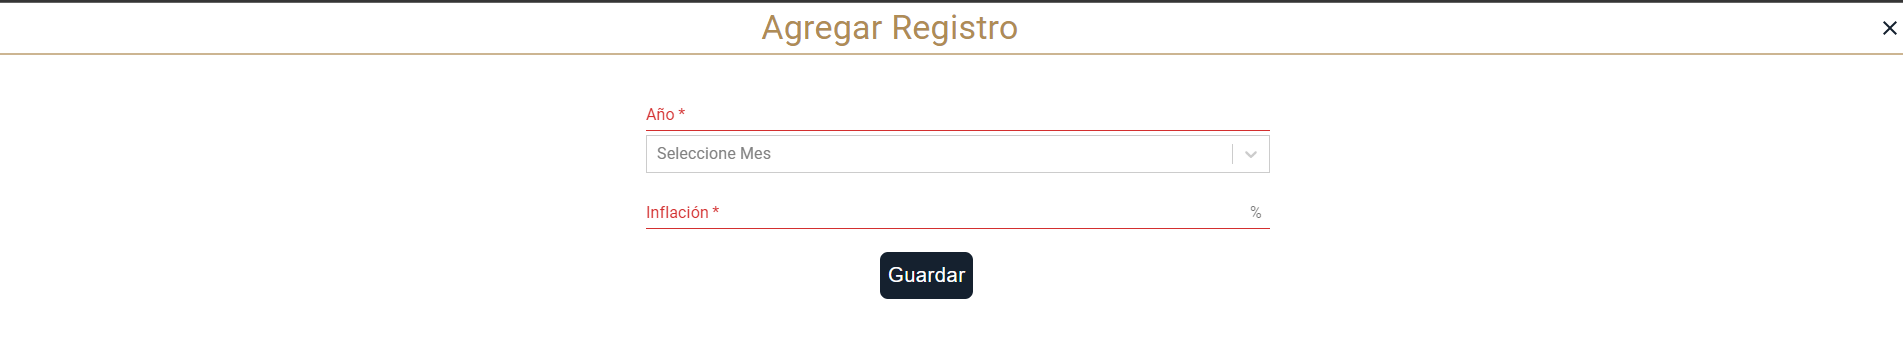 Agregar Registro
Año *
Seleccione Mes
Inflación *
%
Guardar